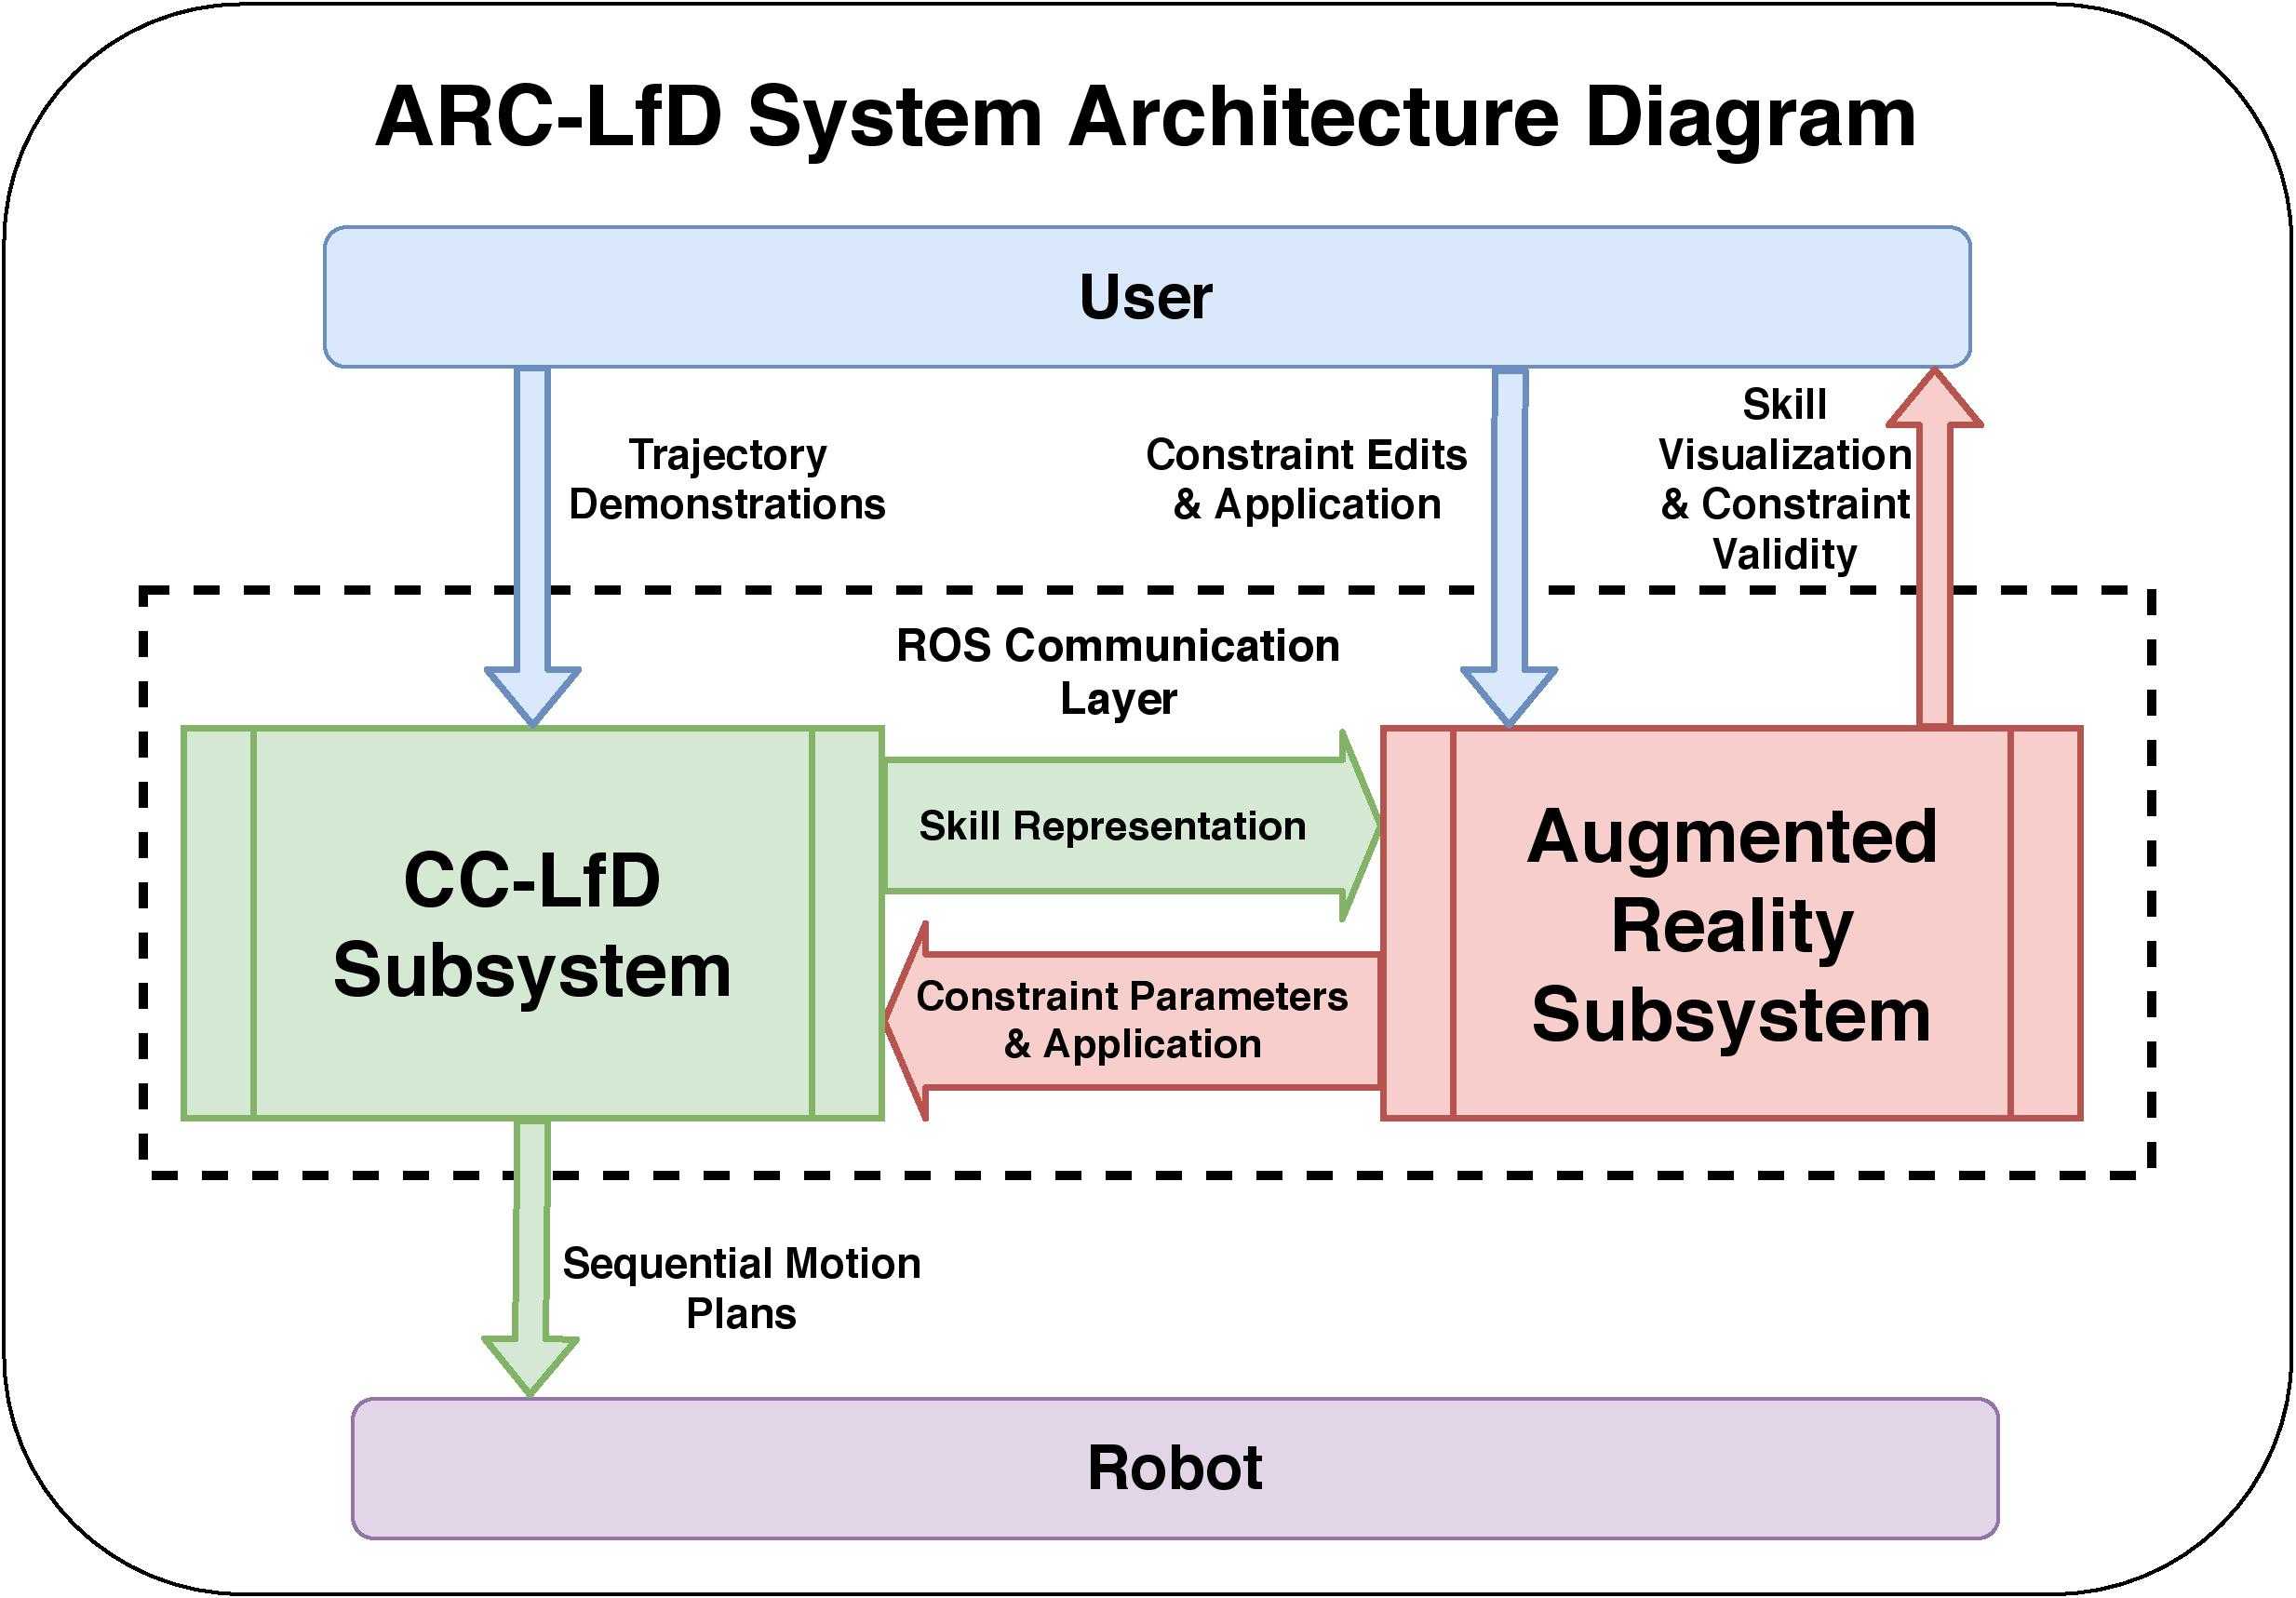 ARC-LfD System Architecture Diagram
User
Trajectory
Demonstrations
Constraint Edits
& Application
Skill
Visualization
& Constraint
Validity
ROS Communication
Layer
CC-LfD
Subsystem
Skill Representation
Constraint Parameters
& Application
Augmented
Reality
Subsystem
Sequential Motion
Plans
Robot